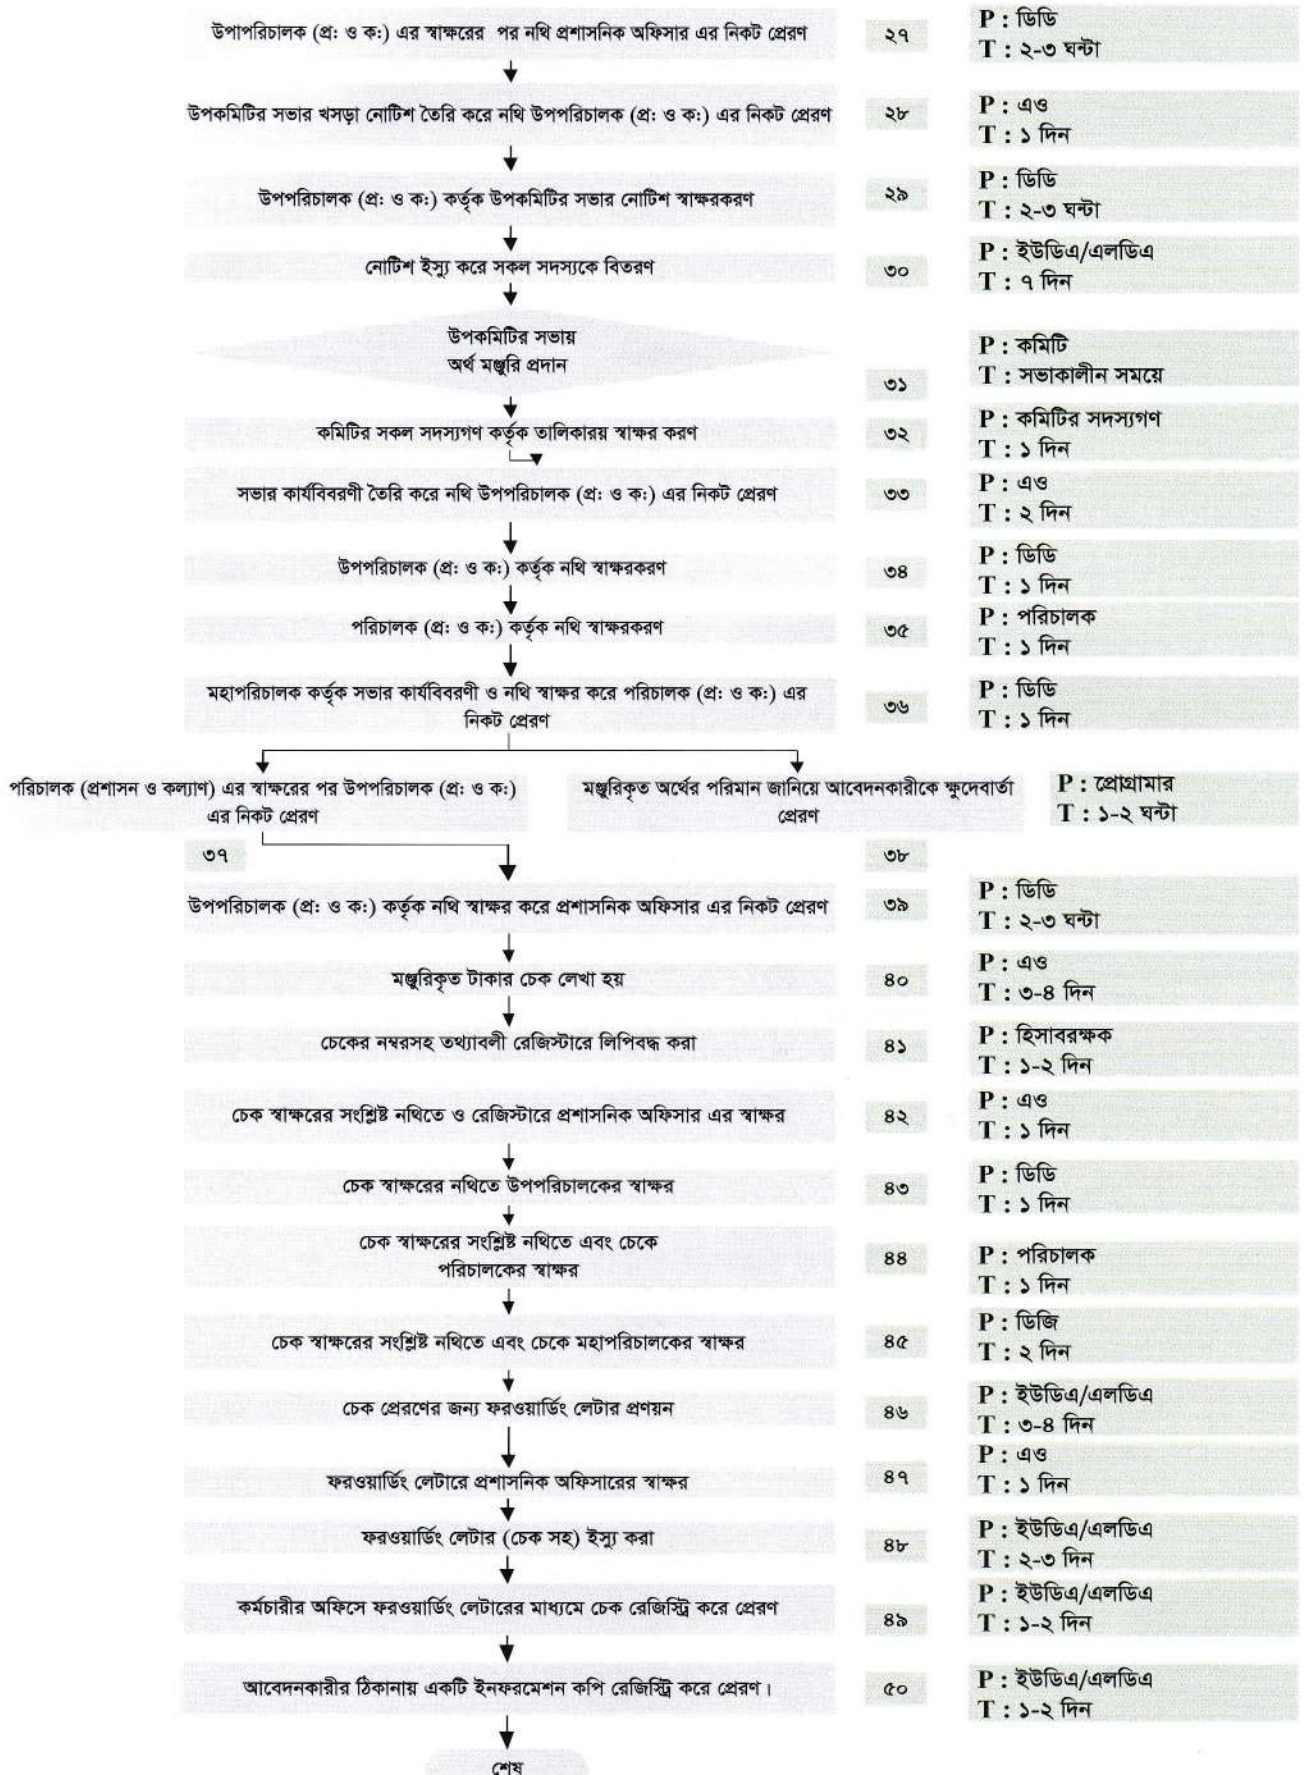 উপাপরিচালক (প্র: ও ক:) এর স্বাক্ষরের পর নথি প্রশাসনিক অফিসার এর নিকট প্রেরণ
২৭
P : ডিডি
T : ২-৩ ঘন্টা
উপকমিটির সভার খসড়া নোটিশ তৈরি করে নথি উপপরিচালক (প্র: ও ক:) এর নিকট প্রেরণ
২৮
P : এও
T : ১ দিন
উপপরিচালক (প্র: ও ক:) কর্তৃক উপকমিটির সভার নোটিশ স্বাক্ষরকরণ
২৯
P : ডিডি
T : ২-৩ ঘন্টা
নোটিশ ইস্যু করে সকল সদস্যকে বিতরণ
৩০
P : ইউডিএ/এলডিএ
T : ৭ দিন
উপকমিটির সভায়
অর্থ মঞ্জুরি প্রদান
৩১
P : কমিটি
T : সভাকালীন সময়ে
কমিটির সকল সদস্যগণ কর্তৃক তালিকারয় স্বাক্ষর করণ
৩২
P : কমিটির সদস্যগণ
T : ১ দিন
সভার কার্যবিবরণী তৈরি করে নথি উপপরিচালক (প্র: ও ক:) এর নিকট প্রেরণ
৩৩
P : এও
T : ২ দিন
উপপরিচালক (প্র: ও ক:) কর্তৃক নথি স্বাক্ষরকরণ
৩৪
P : ডিডি
T : ১ দিন
পরিচালক (প্র: ও ক:) কর্তৃক নথি স্বাক্ষরকরণ
৩৫
P : পরিচালক
T : ১ দিন
মহাপরিচালক কর্তৃক সভার কার্যবিবরণী ও নথি স্বাক্ষর করে পরিচালক (প্র: ও ক:) এর
নিকট প্রেরণ
৩৬
P : ডিডি
T : ১ দিন
পরিচালক (প্রশাসন ও কল্যাণ) এর স্বাক্ষরের পর উপপরিচালক (প্র: ও ক:)
এর নিকট প্রেরণ
৩৭
মঞ্জুরিকৃত অর্থের পরিমান জানিয়ে আবেদনকারীকে ক্ষুদেবার্তা
প্রেরণ
৩৮
P : প্রোগ্রামার
T : ১-২ ঘন্টা
উপপরিচালক (প্র: ও ক:) কর্তৃক নথি স্বাক্ষর করে প্রশাসনিক অফিসার এর নিকট প্রেরণ
৩৯
P : ডিডি
T : ২-৩ ঘন্টা
মঞ্জুরিকৃত টাকার চেক লেখা হয়
৪০
P : এও
T : ৩-৪ দিন
চেকের নম্বরসহ তথ্যাবলী রেজিস্টারে লিপিবদ্ধ করা
৪১
P : হিসাবরক্ষক
T : ১-২ দিন
চেক স্বাক্ষরের সংশ্লিষ্ট নথিতে ও রেজিস্টারে প্রশাসনিক অফিসার এর স্বাক্ষর
৪২
P : এও
T : ১ দিন
চেক স্বাক্ষরের নথিতে উপপরিচালকের স্বাক্ষর
৪৩
P : ডিডি
T : ১ দিন
চেক স্বাক্ষরের সংশ্লিষ্ট নথিতে এবং চেকে
পরিচালকের স্বাক্ষর
৪৪
P : পরিচালক
T : ১ দিন
চেক স্বাক্ষরের সংশ্লিষ্ট নথিতে এবং চেকে মহাপরিচালকের স্বাক্ষর
৪৫
P : ডিজি
T : ২ দিন
চেক প্রেরণের জন্য ফরওয়ার্ডিং লেটার প্রণয়ন
৪৬
P : ইউডিএ/এলডিএ
T : ৩-৪ দিন
ফরওয়ার্ডিং লেটারে প্রশাসনিক অফিসারের স্বাক্ষর
৪৭
P : এও
T : ১ দিন
ফরওয়ার্ডিং লেটার (চেক সহ) ইস্যু করা
৪৮
P : ইউডিএ/এলডিএ
T : ২-৩ দিন
কর্মচারীর অফিসে ফরওয়ার্ডিং লেটারের মাধ্যমে চেক রেজিস্ট্রি করে প্রেরণ
৪৯
P : ইউডিএ/এলডিএ
T : ১-২ দিন
আবেদনকারীর ঠিকানায় একটি ইনফরমেশন কপি রেজিস্ট্রি করে প্রেরণ।
৫০
P : ইউডিএ/এলডিএ
T : ১-২ দিন
শেষ